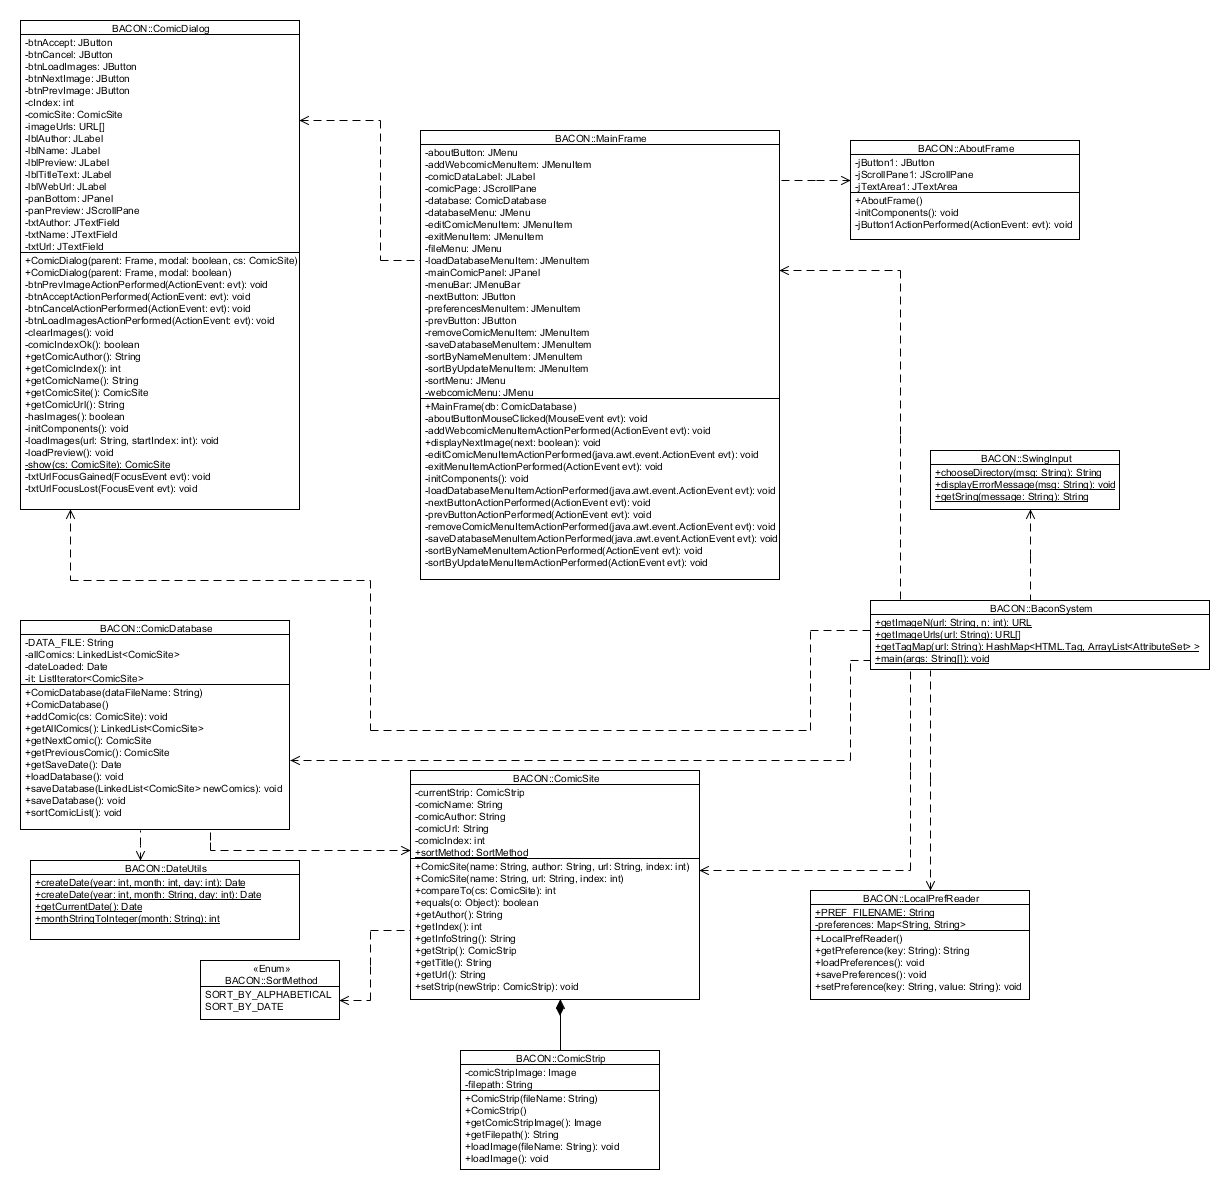 BACON::ComicDialog
-btnAccept: JButton
-btnCancel: JButton
-btnLoadImages: JButton
-btnNextImage: JButton
-btnPrevImage: JButton
-cIndex: int
-comicSite: ComicSite
-imageUrls: URL[]
-lblAuthor: JLabel
-lblName: JLabel
-lblPreview: JLabel
-lblTitleText: JLabel
-lblWebUrl: JLabel
-panBottom: JPanel
-panPreview: JScrollPane
-txtAuthor: JTextField
-txtName: JTextField
-txtUrl: JTextField
+ComicDialog(parent: Frame, modal: boolean, cs: ComicSite)
+ComicDialog(parent: Frame, modal: boolean)
-btnPrevImageActionPerformed(ActionEvent: evt): void
-btnAcceptActionPerformed(ActionEvent: evt): void
-btnCancelActionPerformed(ActionEvent: evt): void
-btnLoadImagesActionPerformed(ActionEvent: evt): void
-clearImages(): void
-comicIndexOk(): boolean
+getComicAuthor(): String
+getComicIndex(): int
+getComicName(): String
+getComicSite(): ComicSite
+getComicUrl(): String
-hasImages(): boolean
-initComponents(): void
-loadImages(url: String, startIndex: int): void
-loadPreview(): void
-show(cs: ComicSite): ComicSite
-txtUrlFocusGained(FocusEvent evt): void
-txtUrlFocusLost(FocusEvent evt): void
BACON::MainFrame
-aboutButton: JMenu
-addWebcomicMenuItem: JMenuItem
-comicDataLabel: JLabel
-comicPage: JScrollPane
-database: ComicDatabase
-databaseMenu: JMenu
-editComicMenuItem: JMenuItem
-exitMenuItem: JMenuItem
-fileMenu: JMenu
-loadDatabaseMenuItem: JMenuItem
-mainComicPanel: JPanel
-menuBar: JMenuBar
-nextButton: JButton
-preferencesMenuItem: JMenuItem
-prevButton: JButton
-removeComicMenuItem: JMenuItem
-saveDatabaseMenuItem: JMenuItem
-sortByNameMenuItem: JMenuItem
-sortByUpdateMenuItem: JMenuItem
-sortMenu: JMenu
-webcomicMenu: JMenu
+MainFrame(db: ComicDatabase)
-aboutButtonMouseClicked(MouseEvent evt): void
-addWebcomicMenuItemActionPerformed(ActionEvent evt): void
+displayNextImage(next: boolean): void
-editComicMenuItemActionPerformed(java.awt.event.ActionEvent evt): void
-exitMenuItemActionPerformed(ActionEvent evt): void
-initComponents(): void
-loadDatabaseMenuItemActionPerformed(java.awt.event.ActionEvent evt): void
-nextButtonActionPerformed(ActionEvent evt): void
-prevButtonActionPerformed(ActionEvent evt): void
-removeComicMenuItemActionPerformed(java.awt.event.ActionEvent evt): void
-saveDatabaseMenuItemActionPerformed(java.awt.event.ActionEvent evt): void
-sortByNameMenuItemActionPerformed(ActionEvent evt): void
-sortByUpdateMenuItemActionPerformed(ActionEvent evt): void
BACON::AboutFrame
-jButton1: JButton
-jScrollPane1: JScrollPane
-jTextArea1: JTextArea
+AboutFrame()
-initComponents(): void
-jButton1ActionPerformed(ActionEvent: evt): void
BACON::SwingInput
+chooseDirectory(msg: String): String
+displayErrorMessage(msg: String): void
+getSring(message: String): String
BACON::BaconSystem
+getImageN(url: String, n: int): URL
+getImageUrls(url: String): URL[]
+getTagMap(url: String): HashMap<HTML.Tag, ArrayList<AttributeSet> >
+main(args: String[]): void
BACON::ComicDatabase
-DATA_FILE: String
-allComics: LinkedList<ComicSite>
-dateLoaded: Date
-it: ListIterator<ComicSite>
+ComicDatabase(dataFileName: String)
+ComicDatabase()
+addComic(cs: ComicSite): void
+getAllComics(): LinkedList<ComicSite>
+getNextComic(): ComicSite
+getPreviousComic(): ComicSite
+getSaveDate(): Date
+loadDatabase(): void
+saveDatabase(LinkedList<ComicSite> newComics): void
+saveDatabase(): void
+sortComicList(): void
BACON::DateUtils
+createDate(year: int, month: int, day: int): Date
+createDate(year: int, month: String, day: int): Date
+getCurrentDate(): Date
+monthStringToInteger(month: String): int
BACON::ComicSite
-currentStrip: ComicStrip
-comicName: String
-comicAuthor: String
-comicUrl: String
-comicIndex: int
+sortMethod: SortMethod
+ComicSite(name: String, author: String, url: String, index: int)
+ComicSite(name: String, url: String, index: int)
+compareTo(cs: ComicSite): int
+equals(o: Object): boolean
+getAuthor(): String
+getIndex(): int
+getInfoString(): String
+getStrip(): ComicStrip
+getTitle(): String
+getUrl(): String
+setStrip(newStrip: ComicStrip): void
BACON::LocalPrefReader
+PREF_FILENAME: String
-preferences: Map<String, String>
+LocalPrefReader()
+getPreference(key: String): String
+loadPreferences(): void
+savePreferences(): void
+setPreference(key: String, value: String): void
«Enum»
BACON::SortMethod
SORT_BY_ALPHABETICAL
SORT_BY_DATE
BACON::ComicStrip
-comicStripImage: Image
-filepath: String
+ComicStrip(fileName: String)
+ComicStrip()
+getComicStripImage(): Image
+getFilepath(): String
+loadImage(fileName: String): void
+loadImage(): void